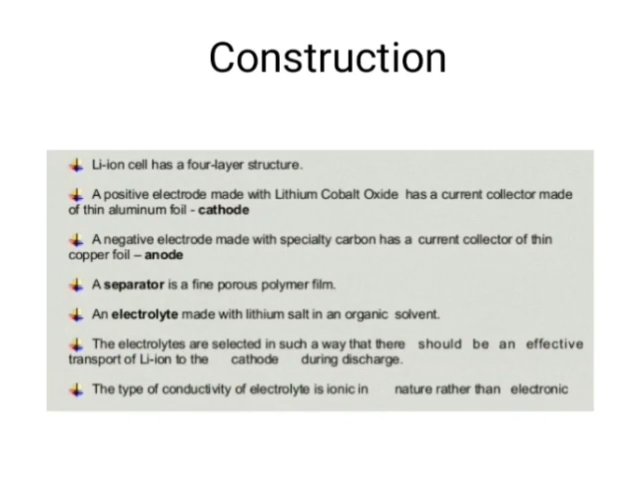 Construction
Li-ion cell has a four-layer structure.
A positive electrode made with Lithium Cobalt Oxide has a current collector made
of thin aluminum foil - cathode
A negative electrode made with specialty carbon has a current collector of thin
copper foil – anode
A separator is a fine porous polymer film.
An electrolyte made with lithium salt in an organic solvent.
The electrolytes are selected in such a way that there should be an effective
transport of Li-ion to the cathode during discharge.
The type of conductivity of electrolyte is ionic in nature rather than electronic